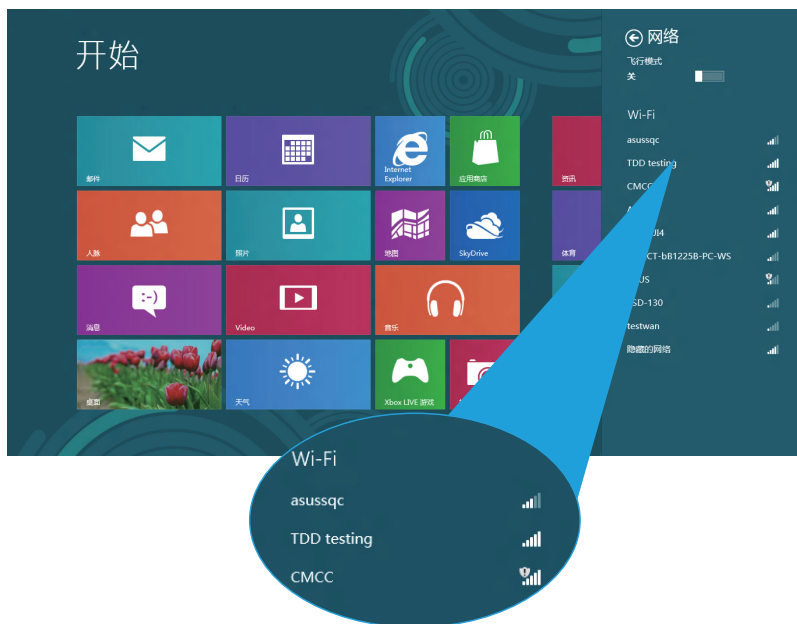 开始
邮件
日历
Internet
Explorer
应用商店
资讯
人脉
照片
地图
SkyDrive
体育
消息
Video
音乐
桌面
天气
Xbox LIVE 游戏
网络
飞行模式
关
Wi-Fi
asussqc
TDD testing
CMCC
CT-bB1225B-PC-WS
SD-130
testwan
隐藏的网络
Wi-Fi
asussqc
TDD testing
CMCC